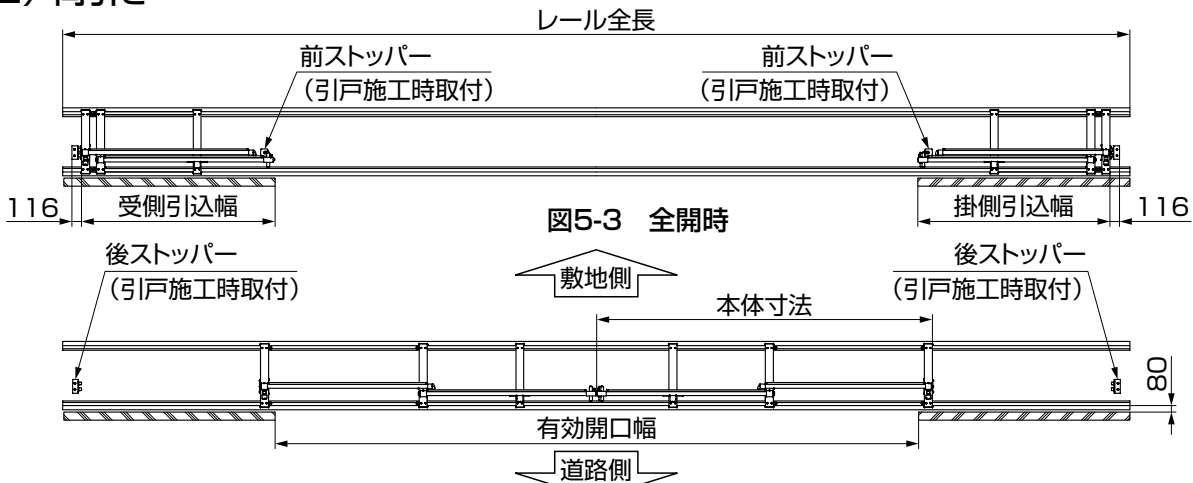 両引き
レール全長
前ストッパー
(引戸施工時取付)
前ストッパー
(引戸施工時取付)
116
受側引込幅
図5-3 全開時
掛側引込幅
116
後ストッパー
(引戸施工時取付)
敷地側
後ストッパー
(引戸施工時取付)
本体寸法
80
有効開口幅
道路側